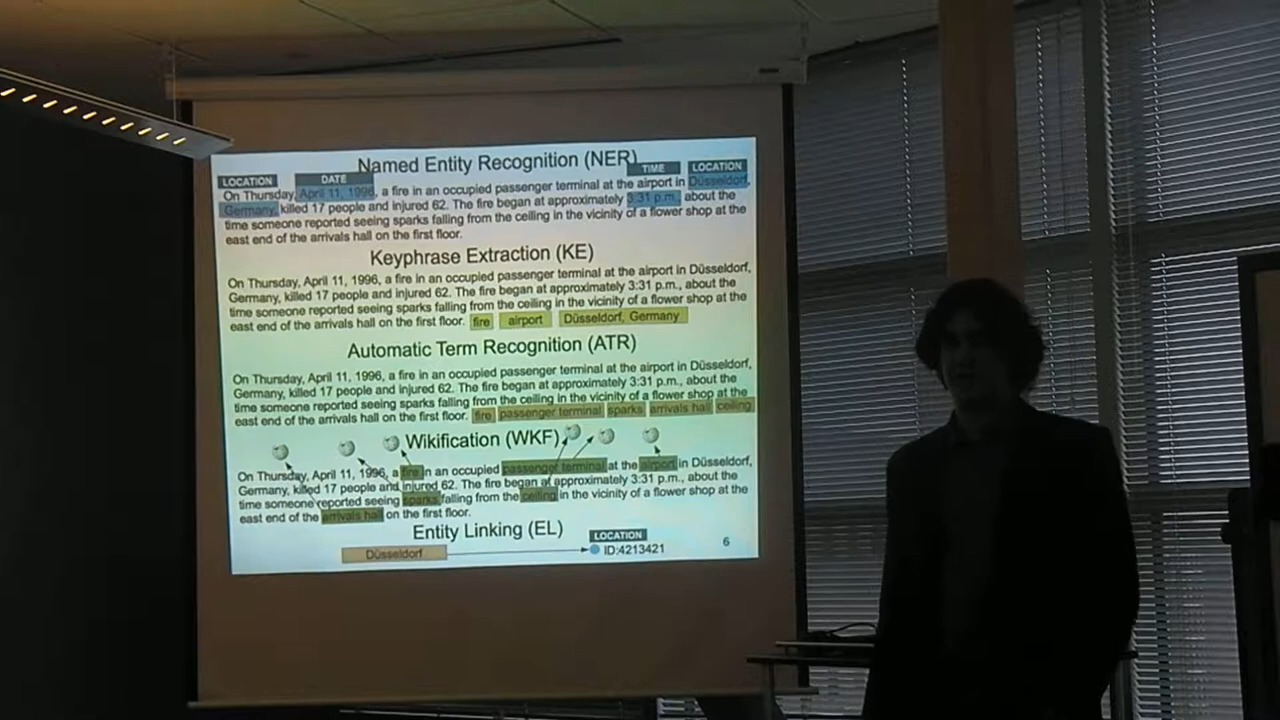 Named Entity Recognition (NER)
LOCATION DATE TIME LOCATION
On Thursday, April 11, 1996, a fire in an occupied passenger terminal at the airport in Düsseldorf,
Germany, killed 17 people and injured 62. The fire began at approximately 3:31 p.m., about the
time someone reported seeing sparks falling from the ceiling in the vicinity of a flower shop at the
east end of the arrivals hall on the first floor.
Keyphrase Extraction (KE)
On Thursday, April 11, 1996, a fire in an occupied passenger terminal at the airport in Düsseldorf,
Germany, killed 17 people and injured 62. The fire began at approximately 3:31 p.m., about the
time someone reported seeing sparks falling from the ceiling in the vicinity of a flower shop at the
east end of the arrivals hall on the first floor. fire airport Düsseldorf, Germany
Automatic Term Recognition (ATR)
On Thursday, April 11, 1996, a fire in an occupied passenger terminal at the airport in Düsseldorf,
Germany, killed 17 people and injured 62. The fire began at approximately 3:31 p.m., about the
time someone reported seeing sparks falling from the ceiling in the vicinity of a flower shop at the
east end of the arrivals hall on the first floor. fire passenger terminal sparks arrivals hall ceiling
Wikification (WKF)
On Thursday, April 11, 1996, a fire in an occupied passenger terminal at the airport in Düsseldorf,
Germany, killed 17 people and injured 62. The fire began at approximately 3:31 p.m., about the
time someone reported seeing sparks falling from the ceiling in the vicinity of a flower shop at the
east end of the arrivals hall on the first floor.
Entity Linking (EL)
LOCATION
Düsseldorf ID:4213421
6